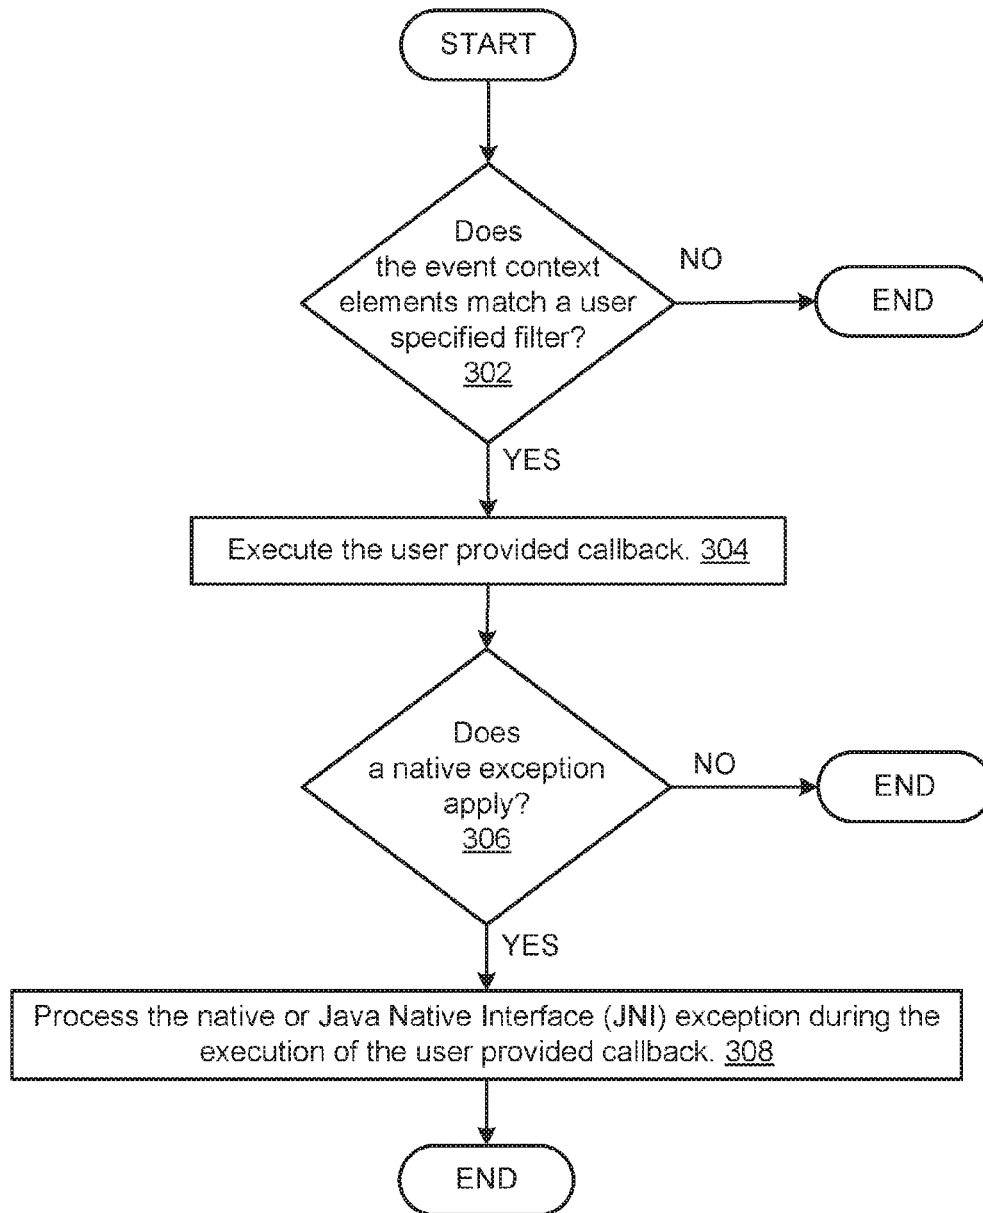 START
Does
the event context
elements match a user
specified filter?
302
NO
END
YES
Execute the user provided callback. 304
Does
a native exception
apply?
306
NO
END
YES
Process the native or Java Native Interface (JNI) exception during the
execution of the user provided callback. 308
END